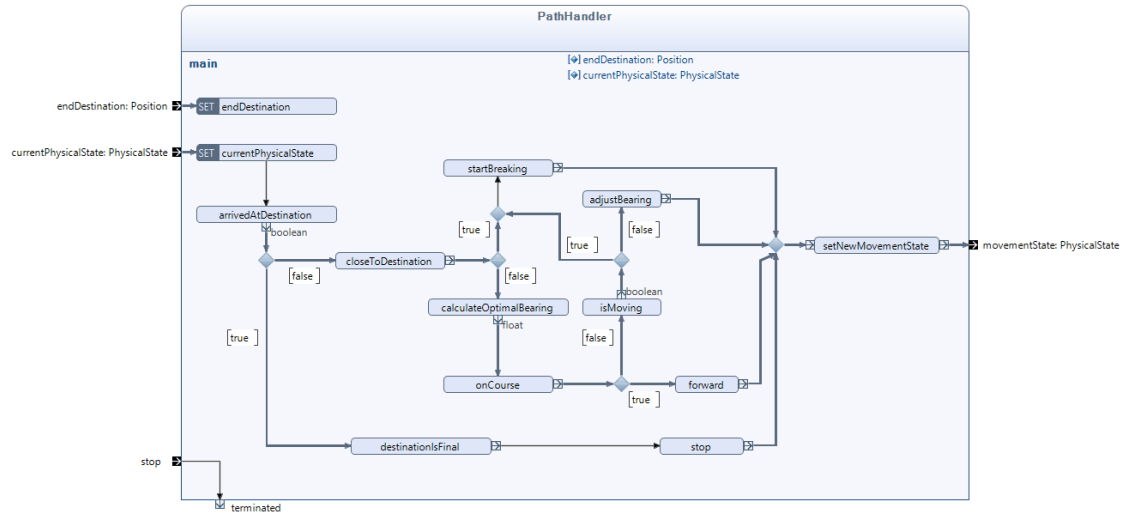 PathHandler
main
endDestination: Position
currentPhysicalState: PhysicalState
endDestination: Position
SET endDestination
currentPhysicalState: PhysicalState
SET currentPhysicalState
startBreaking
adjustBearing
arrivedAtDestination
boolean
[true ]
[true ]
[false ]
closeToDestination
[false ]
[false ]
setNewMovementState
movementState: PhysicalState
boolean
calculateOptimalBearing
isMoving
float
[true ]
[false ]
onCourse
forward
[true ]
destinationIsFinal
stop
stop
terminated